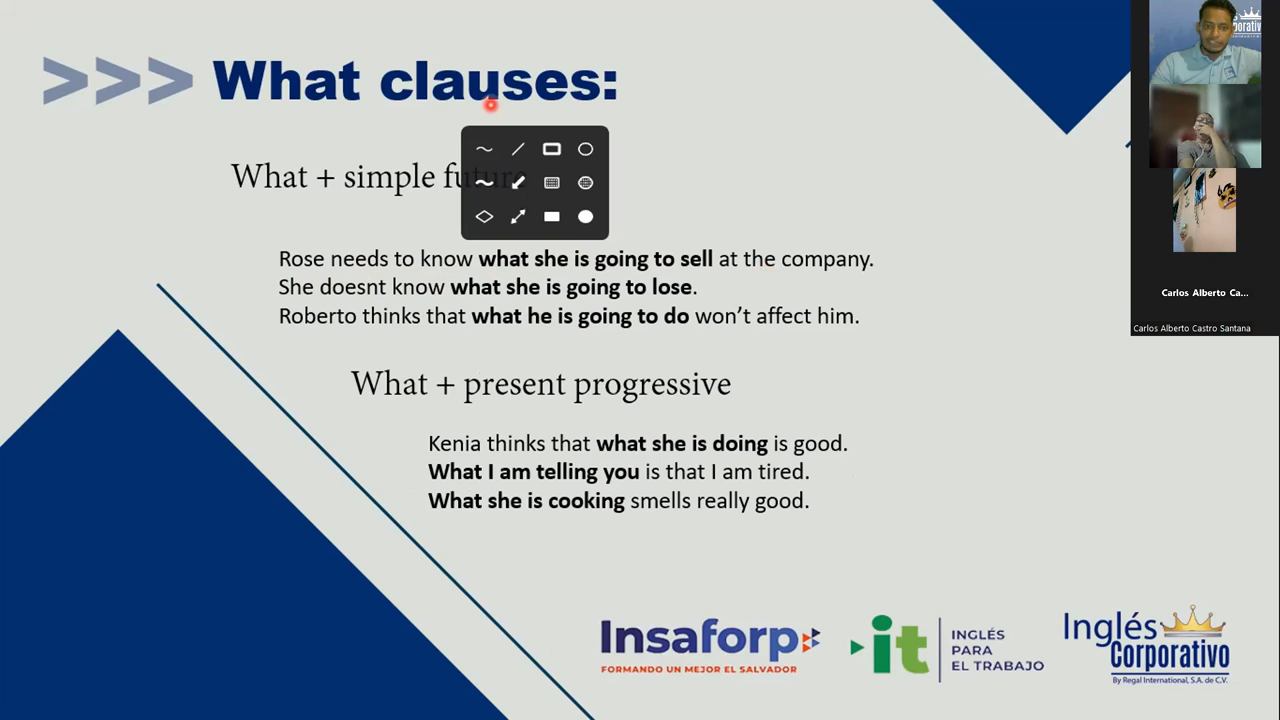 >>> What clauses:
What + simple future
Rose needs to know what she is going to sell at the company.
She doesnt know what she is going to lose.
Roberto thinks that what he is going to do won’t affect him.
What + present progressive
Kenia thinks that what she is doing is good.
What I am telling you is that I am tired.
What she is cooking smells really good.
Insaforp
FORMANDO UN MEJOR EL SALVADOR
it
INGLÉS
PARA
EL TRABAJO
Inglés
Corporativo
By Regal International, S.A. de C.V.
Corporativo
Carlos Alberto Ca...
Carlos Alberto Castro Santana